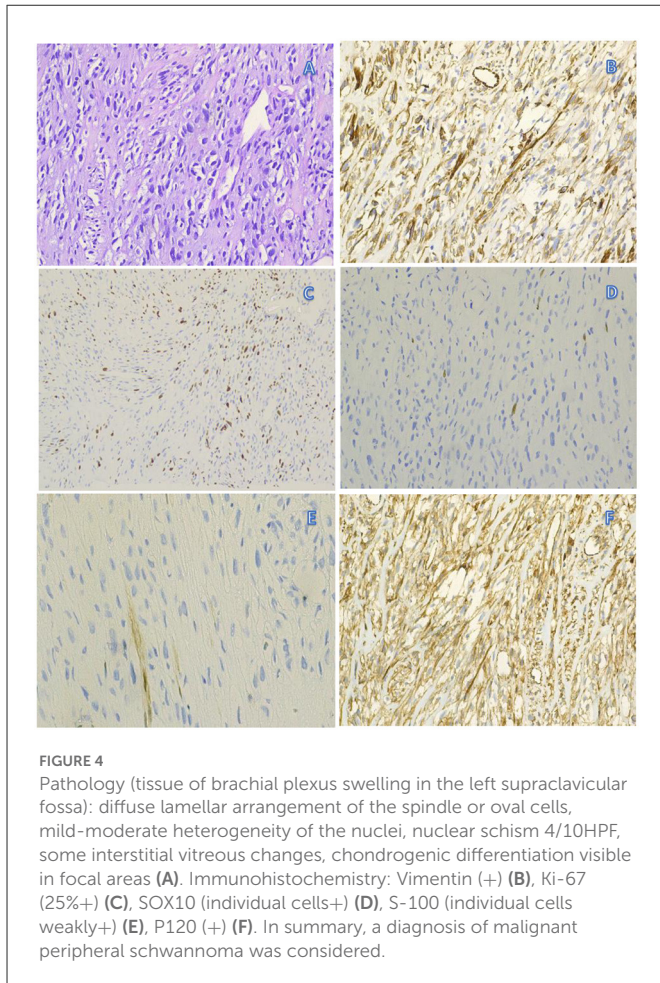 A
B
C
D
E
F
FIGURE 4
Pathology (tissue of brachial plexus swelling in the left supraclavicular
fossa): diffuse lamellar arrangement of the spindle or oval cells,
mild-moderate heterogeneity of the nuclei, nuclear schism 4/10HPF,
some interstitial vitreous changes, chondrogenic differentiation visible
in focal areas (A). Immunohistochemistry: Vimentin (+) (B), Ki-67
(25%+) (C), SOX10 (individual cells+) (D), S-100 (individual cells
weakly+) (E), P120 (+) (F). In summary, a diagnosis of malignant
peripheral schwannoma was considered.